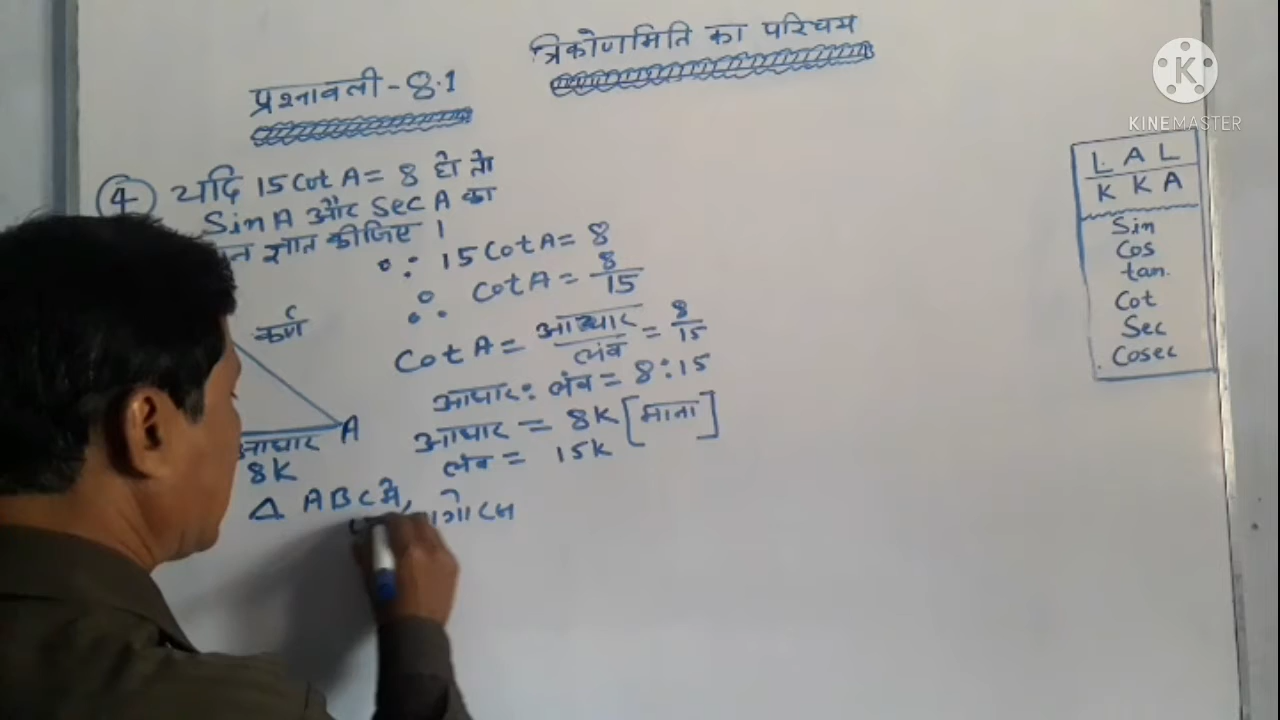 त्रिकोणमिति का परिचय
प्रश्नावली - 8.1
④ यदि 15 Cot A = 8 हो तो
Sin A और Sec A का
ज्ञात कीजिए ।
∵ 15 Cot A = 8
∴ Cot A = 8/15
Cot A = आधार/लंब = 8/15
आधार : लंब = 8 : 15
आधार = 8K [माना]
लंब = 15K
C
कर्ण
A
आधार
8K
Δ ABC में,
L A L
K K A
Sin
Cos
tan.
Cot
Sec
Cosec
K
KINEMASTER